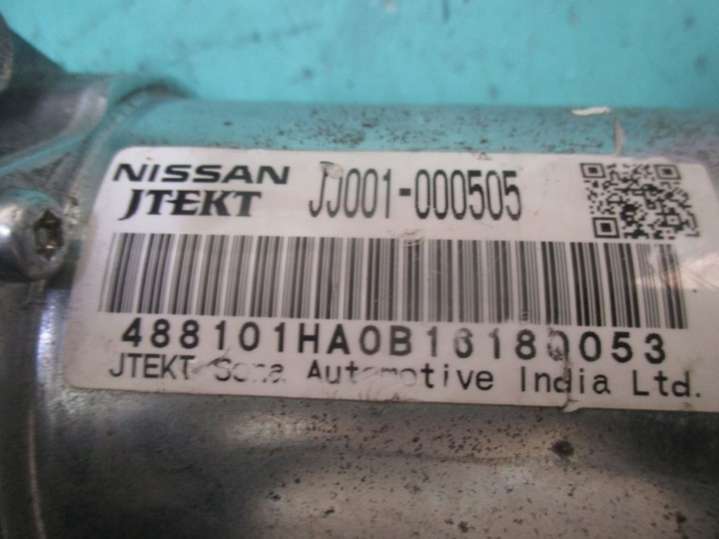 NISSAN JJ001-000505
JTEKT
488101HA0B16180053
JTEKT Sona Automotive India Ltd.